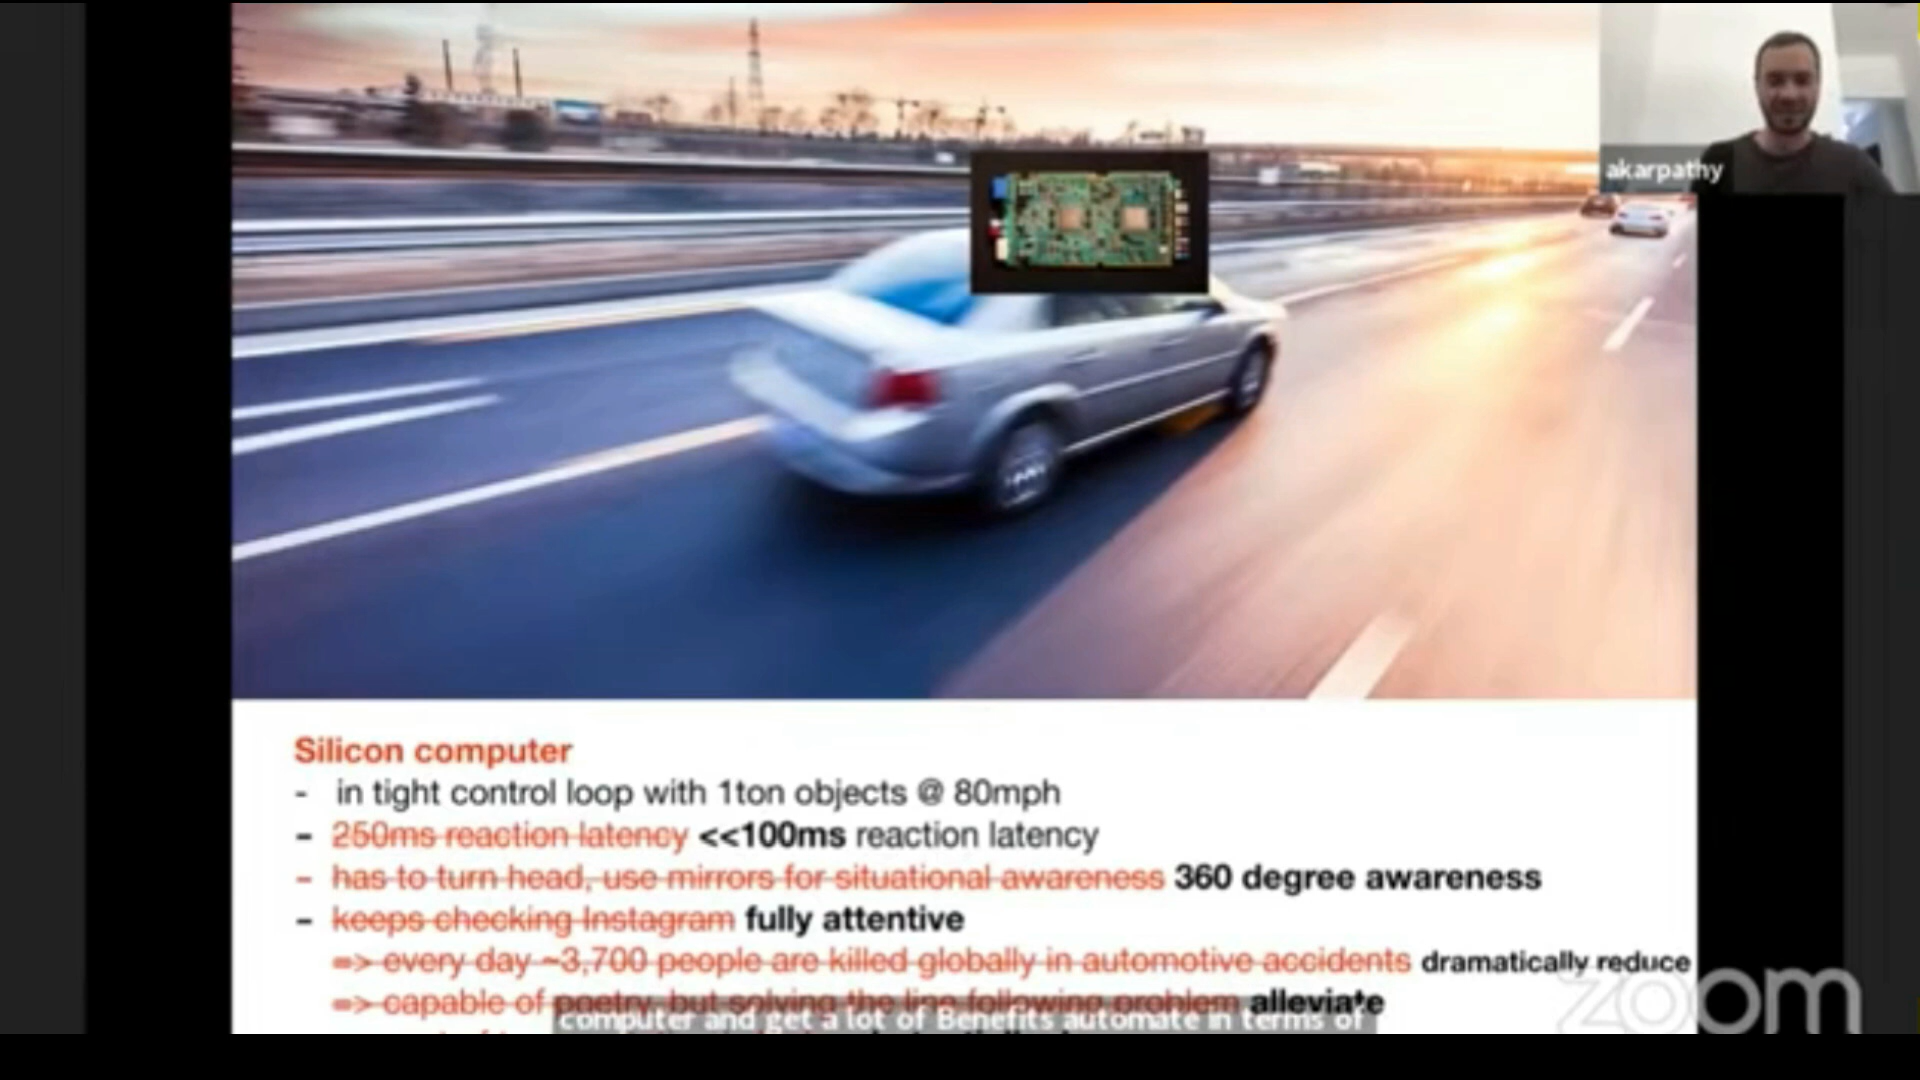 akarpathy
Silicon computer
- in tight control loop with 1ton objects @ 80mph
- 250ms reaction latency <<100ms reaction latency
- has to turn head, use mirrors for situational awareness 360 degree awareness
- keeps checking Instagram fully attentive
=> every day ~3,700 people are killed globally in automotive accidents dramatically reduce
=> capable of poetry, but solving the line following problem alleviate
computer and get a lot of Benefits automate in terms of
zoom